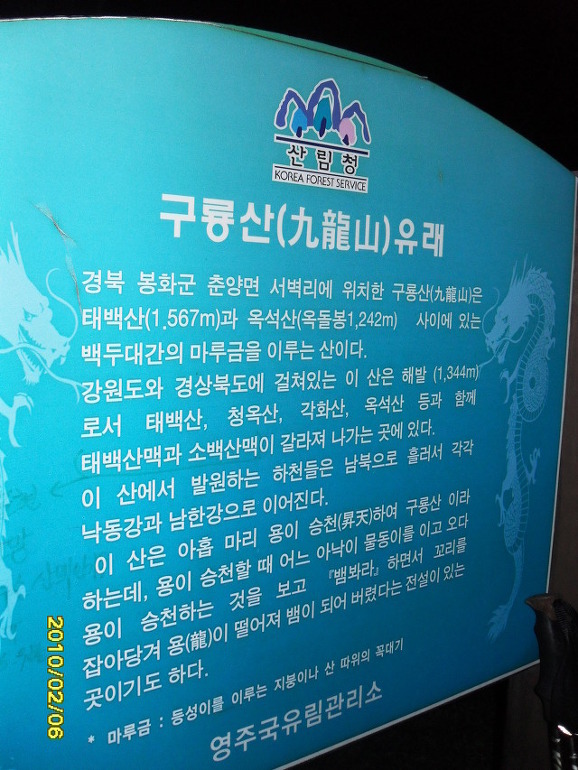 산림청
KOREA FOREST SERVICE
구룡산(九龍山)유래
경북 봉화군 춘양면 서벽리에 위치한 구룡산(九龍山)은
태백산(1,567m)과 옥석산(옥돌봉1,242m) 사이에 있는
백두대간의 마루금을 이루는 산이다.
강원도와 경상북도에 걸쳐있는 이 산은 해발 (1,344m)
로서 태백산, 청옥산, 각화산, 옥석산 등과 함께
태백산맥과 소백산맥이 갈라져 나가는 곳에 있다.
이 산에서 발원하는 하천들은 남북으로 흘러서 각각
낙동강과 남한강으로 이어진다.
이 산은 아홉 마리 용이 승천(昇天)하여 구룡산 이라
하는데, 용이 승천할 때 어느 아낙이 물동이를 이고 오다
용이 승천하는 것을 보고 『뱀봐라』하면서 꼬리를
잡아당겨 용(龍)이 떨어져 뱀이 되어 버렸다는 전설이 있는
곳이기도 하다.
* 마루금 : 등성이를 이루는 지붕이나 산 따위의 꼭대기
영주국유림관리소
2010/02/06